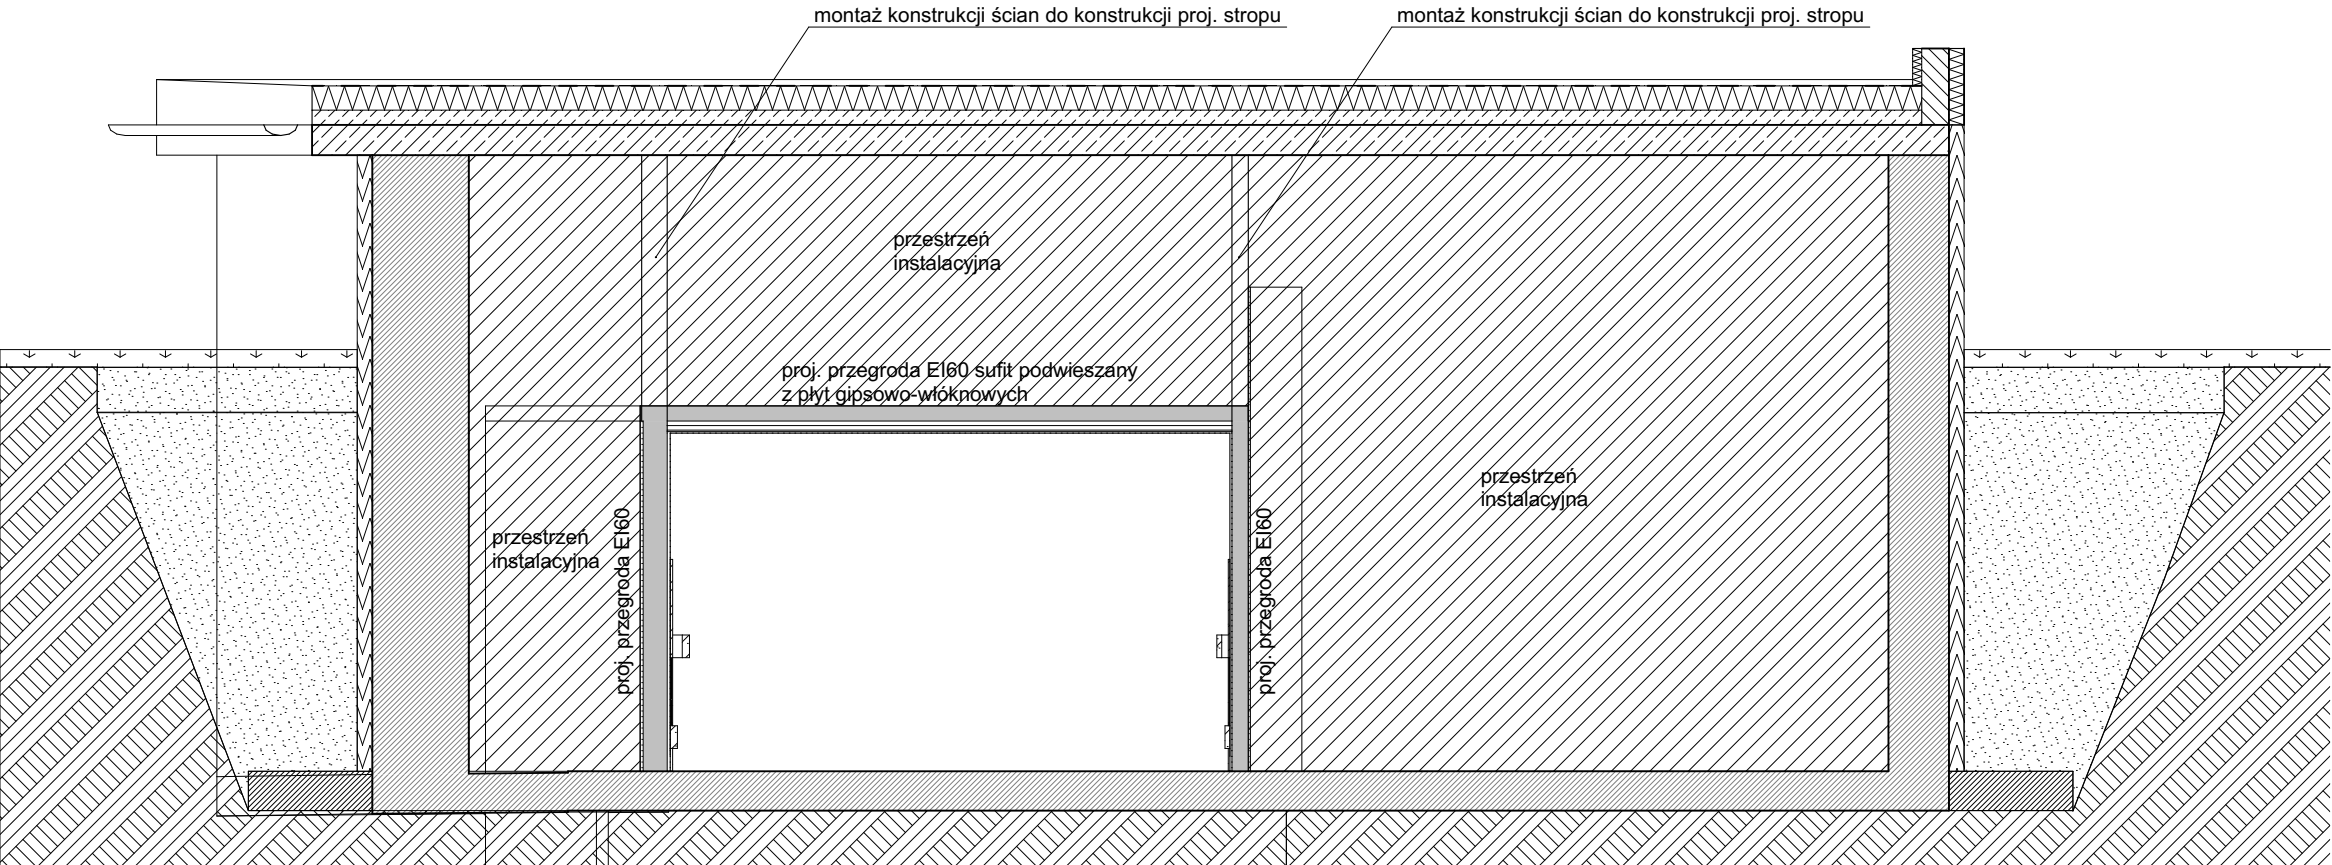 montaż konstrukcji ścian do konstrukcji proj. stropu
montaż konstrukcji ścian do konstrukcji proj. stropu
przestrzeń
instalacyjna
proj. przegroda EI60 sufit podwieszany
z płyt gipsowo-włóknowych
przestrzeń
instalacyjna
przestrzeń
instalacyjna
proj. przegroda EI60
proj. przegroda EI60